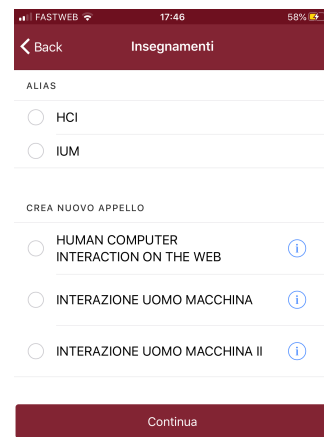 FASTWEB 17:46 58%
Back Insegnamenti
ALIAS
HCI
IUM
CREA NUOVO APPELLO
HUMAN COMPUTER
INTERACTION ON THE WEB
INTERAZIONE UOMO MACCHINA
INTERAZIONE UOMO MACCHINA II
Continua